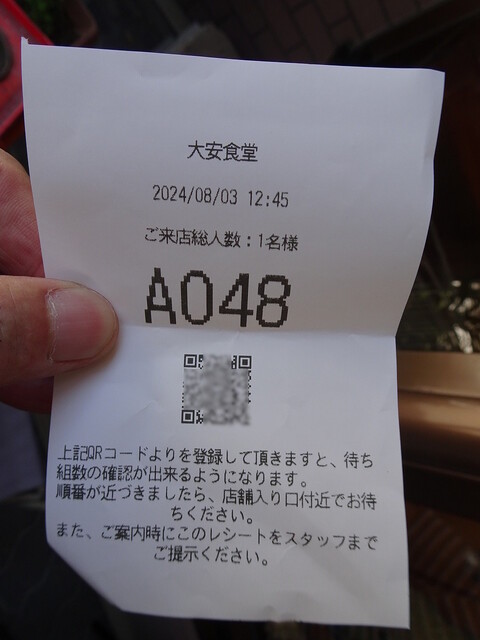 大安食堂
2024/08/03 12:45
ご来店総人数：1名様
A048
上記QRコードよりを登録して頂きますと、待ち
組数の確認が出来るようになります。
順番が近づきましたら、店舗入り口付近でお待
ちください。
また、ご案内時にこのレシートをスタッフまで
ご提示ください。